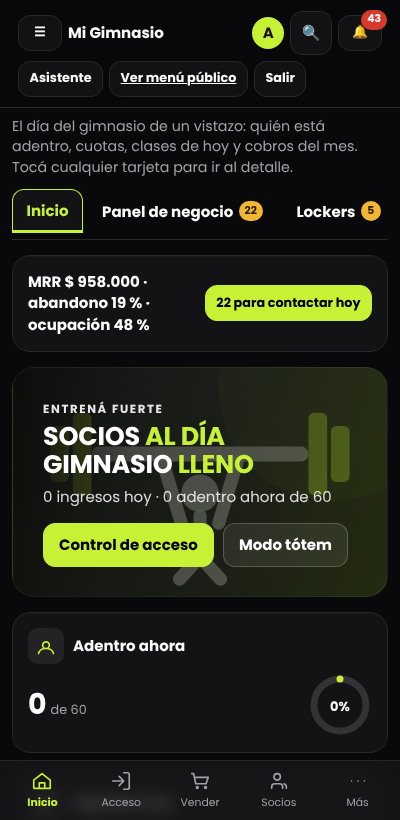 ☰ Mi Gimnasio A 43
Asistente Ver menú público Salir
El día del gimnasio de un vistazo: quién está
adentro, cuotas, clases de hoy y cobros del mes.
Tocá cualquier tarjeta para ir al detalle.
Inicio Panel de negocio 22 Lockers 5
MRR $ 958.000 ·
abandono 19 % ·
ocupación 48 %
22 para contactar hoy
ENTRENÁ FUERTE
SOCIOS AL DÍA
GIMNASIO LLENO
0 ingresos hoy · 0 adentro ahora de 60
Control de acceso Modo tótem
Adentro ahora
0 de 60 0%
Inicio Acceso Vender Socios Más